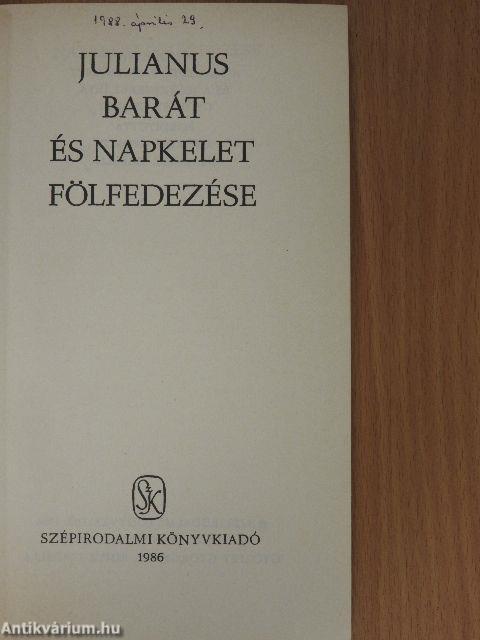 1988. április 29.
JULIANUS
BARÁT
ÉS NAPKELET
FÖLFEDEZÉSE
SZK
SZÉPIRODALMI KÖNYVKIADÓ
1986
Antikvárium.hu